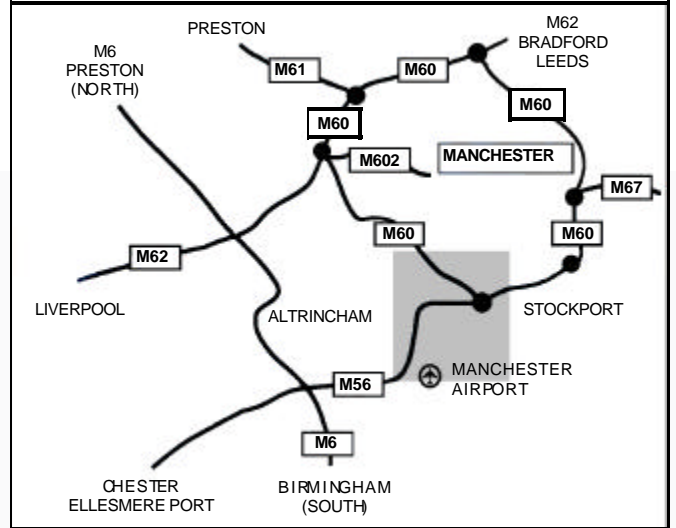 PRESTON
M62
BRADFORD
LEEDS
M6
PRESTON
(NORTH)
M61
M60
M60
M60
M602
MANCHESTER
M67
M60
M60
M62
LIVERPOOL
ALTRINCHAM
STOCKPORT
MANCHESTER
AIRPORT
M56
M6
CHESTER
ELLESMERE PORT
BIRMINGHAM
(SOUTH)